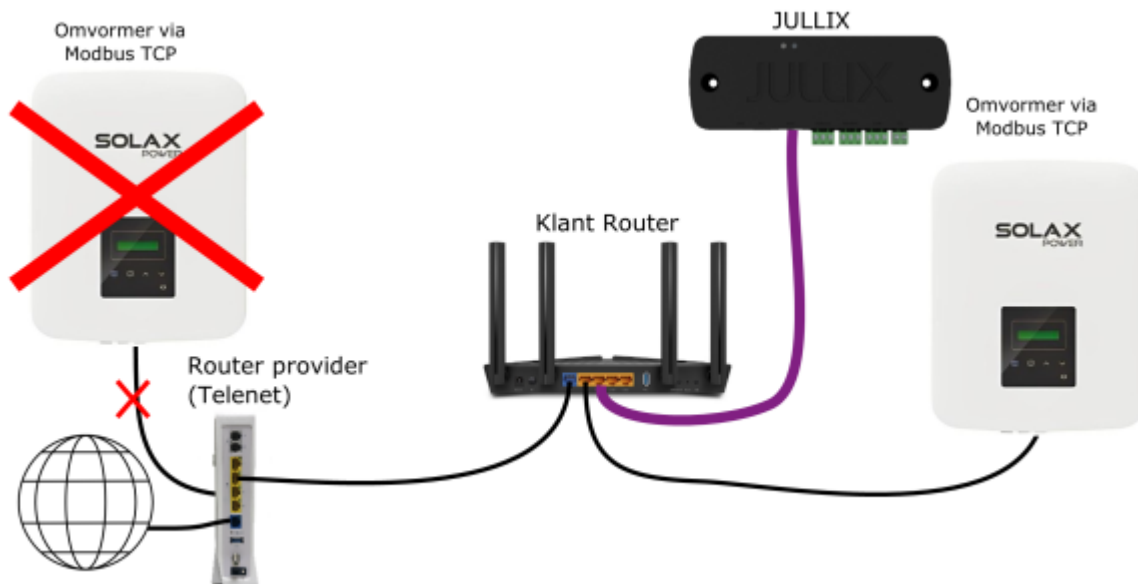 Omvormer via
Modbus TCP
SOLAX
POWER
Router provider
(Telenet)
Klant Router
JULLIX
JULLIX
Omvormer via
Modbus TCP
SOLAX
POWER